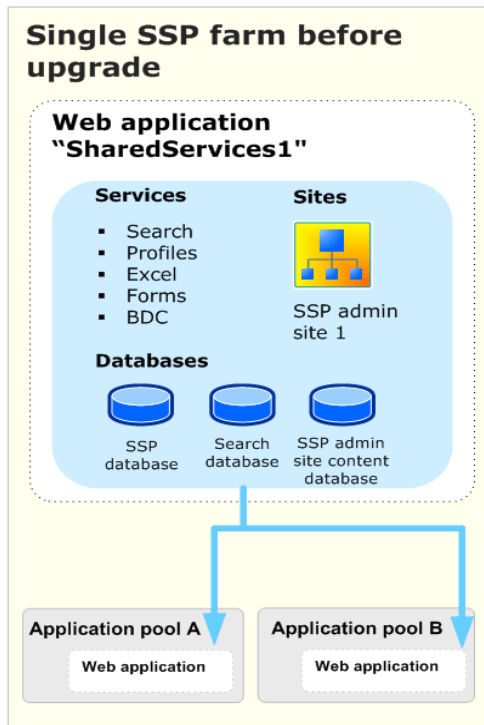 Single SSP farm before
upgrade
Web application
“SharedServices1"
Services
Sites
▪ Search
▪ Profiles
▪ Excel
▪ Forms
▪ BDC
SSP admin
site 1
Databases
SSP
database
Search
database
SSP admin
site content
database
Application pool A
Web application
Application pool B
Web application